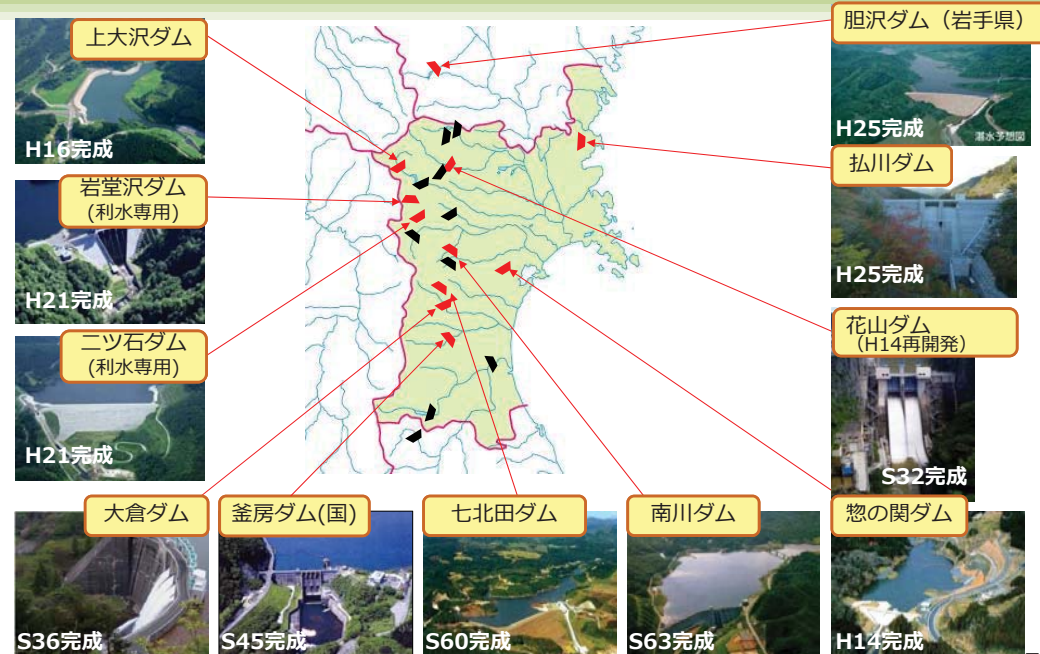 上大沢ダム
H16完成
岩堂沢ダム
(利水専用)
H21完成
二ツ石ダム
(利水専用)
H21完成
胆沢ダム（岩手県）
H25完成
湛水予想図
払川ダム
H25完成
花山ダム
（H14再開発）
S32完成
大倉ダム
S36完成
釜房ダム(国)
S45完成
七北田ダム
S60完成
南川ダム
S63完成
惣の関ダム
H14完成